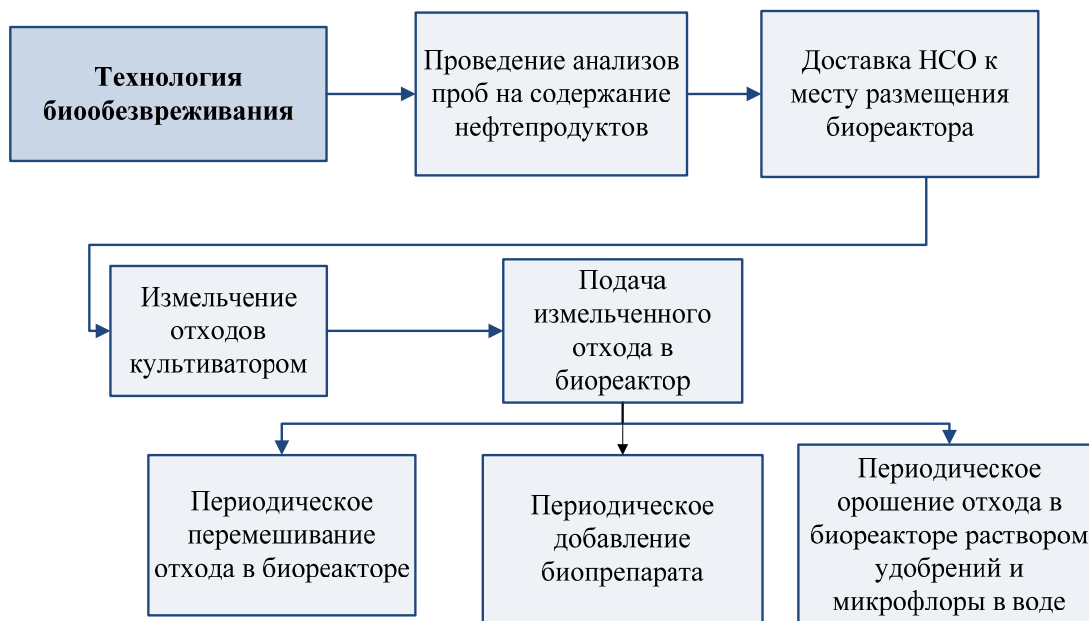 Технология
биообезвреживания
Проведение анализов
проб на содержание
нефтепродуктов
Доставка НСО к
месту размещения
биореактора
Измельчение
отходов
культиватором
Подача
измельченного
отхода в
биореактор
Периодическое
перемешивание
отхода в биореакторе
Периодическое
добавление
биопрепарата
Периодическое
орошение отхода в
биореакторе раствором
удобрений и
микрофлоры в воде